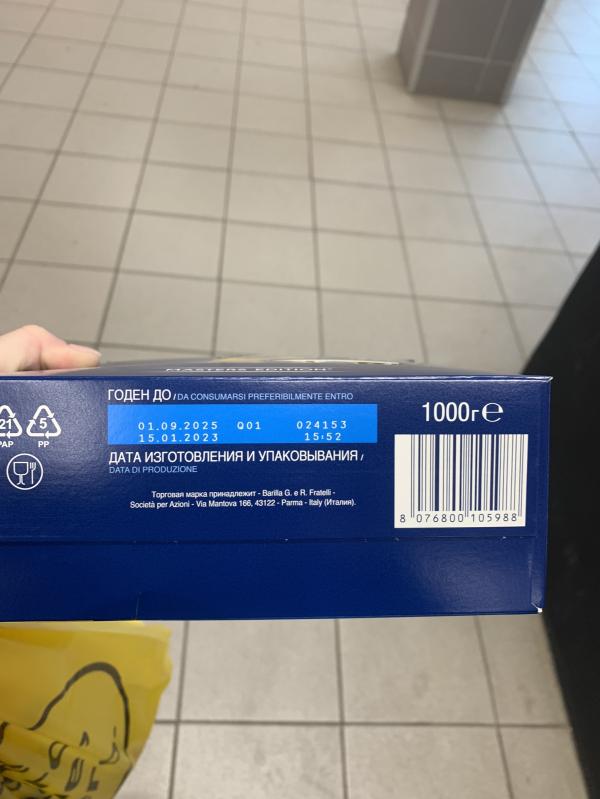 MASTERS EDITION
ГОДЕН ДО / DA CONSUMARSI PREFERIBILMENTE ENTRO
01.09.2025 Q01 024153
15.01.2023 15:52
ДАТА ИЗГОТОВЛЕНИЯ И УПАКОВЫВАНИЯ /
DATA DI PRODUZIONE
Торговая марка принадлежит - Barilla G. e R. Fratelli -
Società per Azioni - Via Mantova 166, 43122 - Parma - Italy (Италия).
21
PAP
5
PP
1000г℮
8 076800 105988